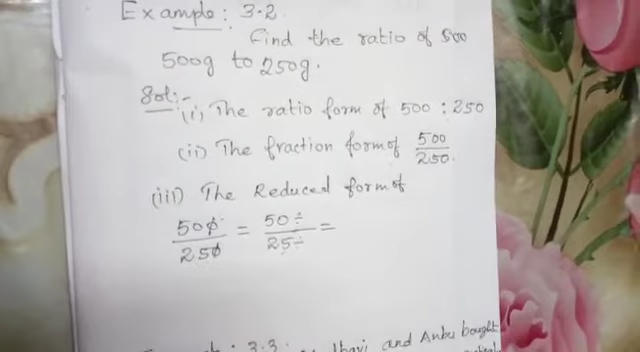 Example: 3.2.
Find the ratio of 500
500g to 250g.
Sol:-
(i) The ratio form of 500 : 250
(ii) The fraction form of 500/250.
(iii) The Reduced form of
500/250 = 50÷/25÷ =
3.3. and Anbu bought